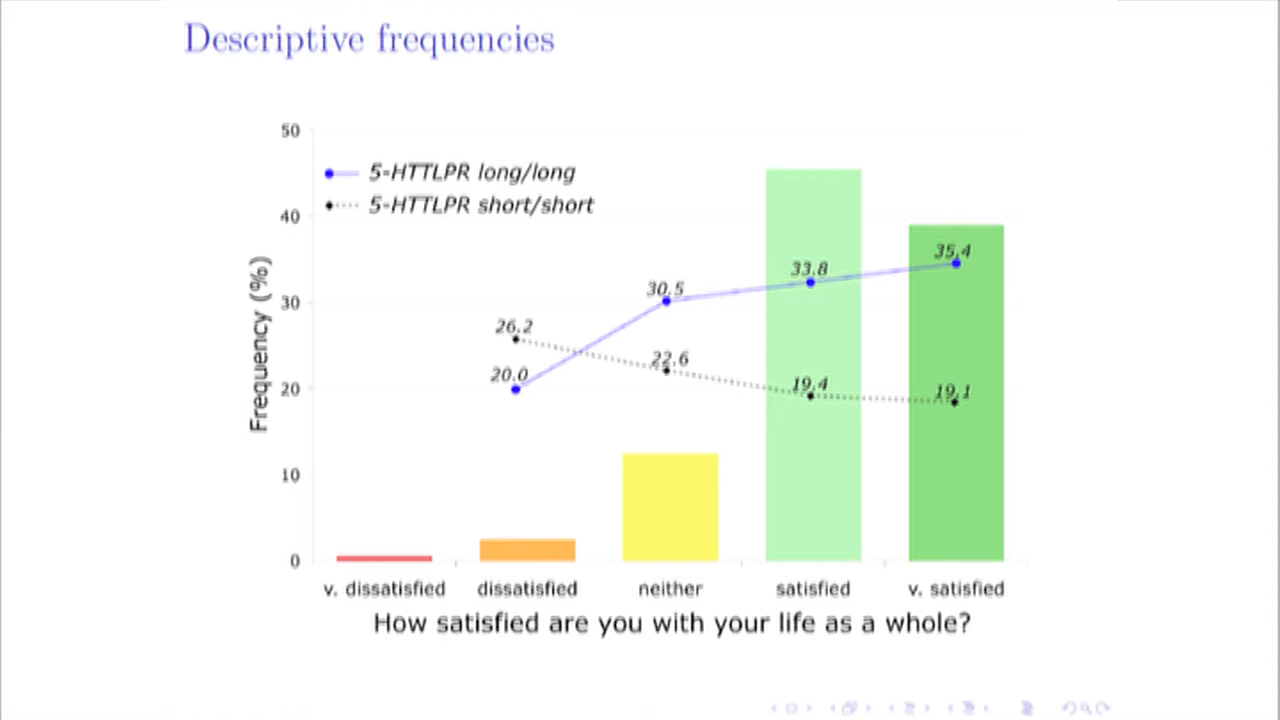 Descriptive frequencies
50
5-HTTLPR long/long
5-HTTLPR short/short
40
35.4
33.8
30.5
30
26.2
22.6
20.0
19.4
19.1
20
10
0
Frequency (%)
v. dissatisfied dissatisfied neither satisfied v. satisfied
How satisfied are you with your life as a whole?